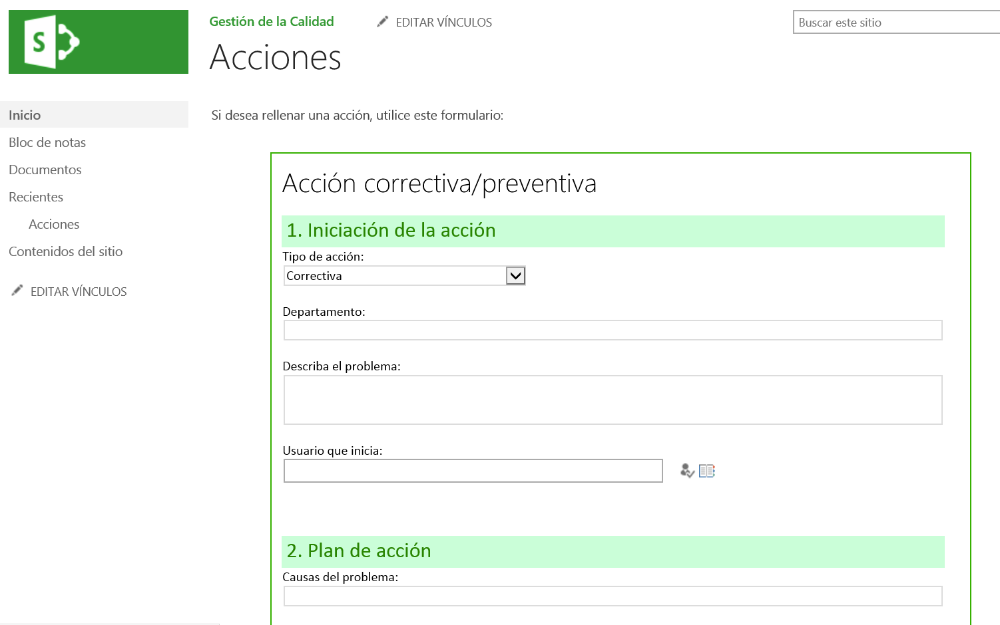 S
Gestión de la Calidad
EDITAR VÍNCULOS
Buscar este sitio
Acciones
Inicio
Bloc de notas
Documentos
Recientes
Acciones
Contenidos del sitio
EDITAR VÍNCULOS
Si desea rellenar una acción, utilice este formulario:
Acción correctiva/preventiva
1. Iniciación de la acción
Tipo de acción:
Correctiva
Departamento:
Describa el problema:
Usuario que inicia:
2. Plan de acción
Causas del problema: